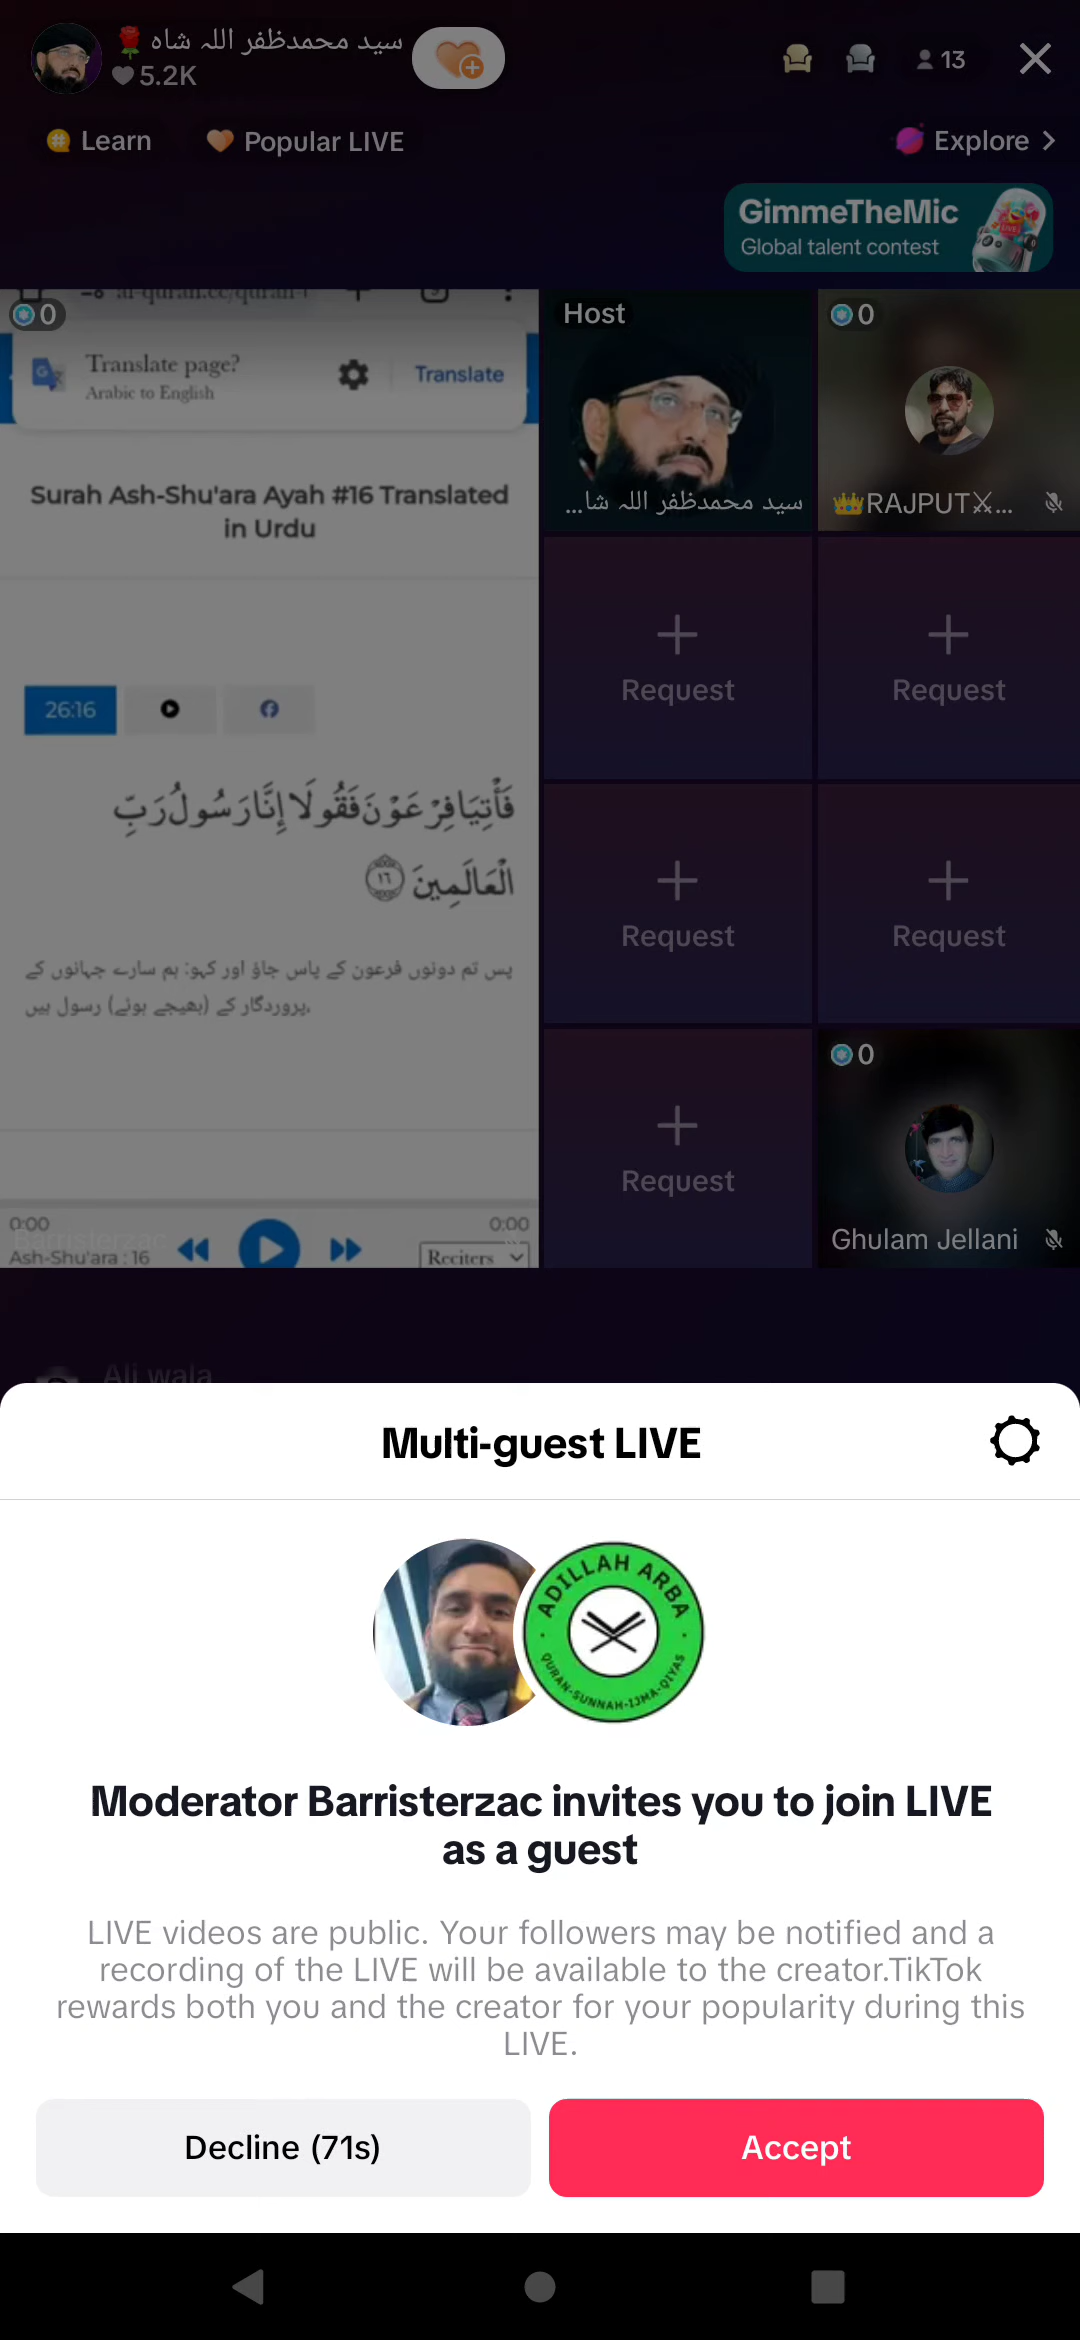 سید محمدظفر اللہ شاہ🌹
5.2K
13
Learn
Popular LIVE
Explore
GimmeTheMic
Global talent contest
0
Translate page?
Arabic to English
Translate
Surah Ash-Shu'ara Ayah #16 Translated
in Urdu
26:16
فَأْتِيَا فِرْعَوْنَ فَقُولَا إِنَّا رَسُولُ رَبِّ
الْعَالَمِينَ ١٦
پس تم دونوں فرعون کے پاس جاؤ اور کہو: ہم سارے جہانوں کے
پروردگار کے (بھیجے ہوئے) رسول ہیں،
0:00
0:00
Barristerzac
Ash-Shu'ara : 16
Reciters
Host
سید محمدظفر اللہ شا...
0
👑RAJPUT⚔...
Request
Request
Request
Request
Request
0
Ghulam Jellani
Ali wala
Multi-guest LIVE
ADILLAH ARBA
QURAN-SUNNAH-IJMA-QIYAS
Moderator Barristerzac invites you to join LIVE
as a guest
LIVE videos are public. Your followers may be notified and a
recording of the LIVE will be available to the creator.TikTok
rewards both you and the creator for your popularity during this
LIVE.
Decline (71s)
Accept